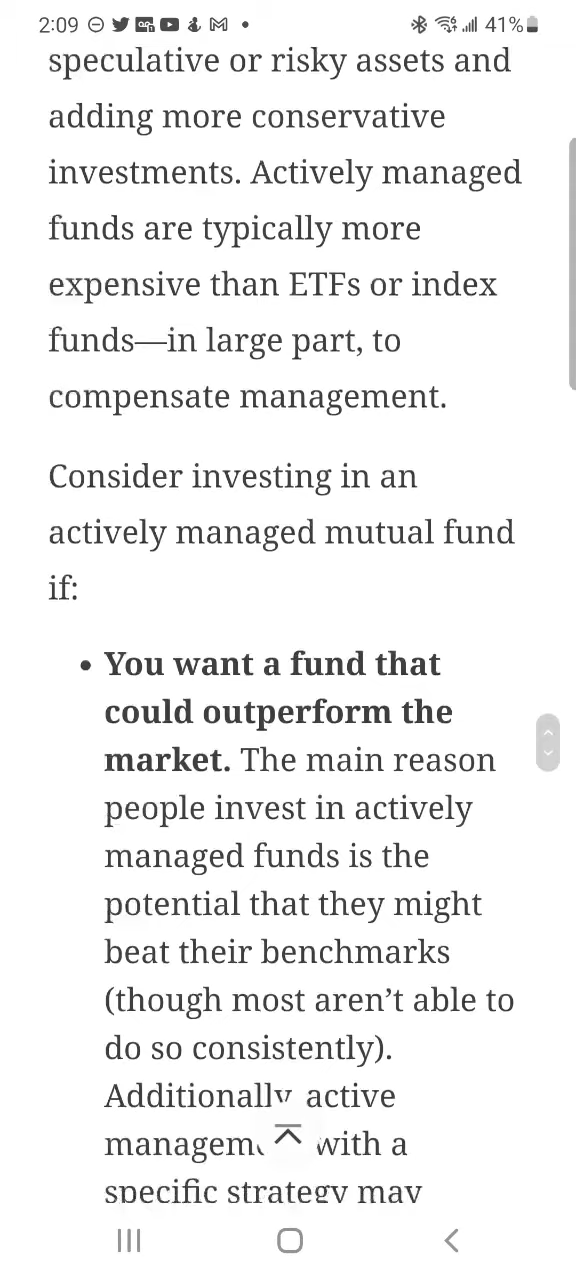 2:09
41%
speculative or risky assets and
adding more conservative
investments. Actively managed
funds are typically more
expensive than ETFs or index
funds—in large part, to
compensate management.
Consider investing in an
actively managed mutual fund
if:
• You want a fund that
could outperform the
market. The main reason
people invest in actively
managed funds is the
potential that they might
beat their benchmarks
(though most aren’t able to
do so consistently).
Additionally active
with a
specific strategy may